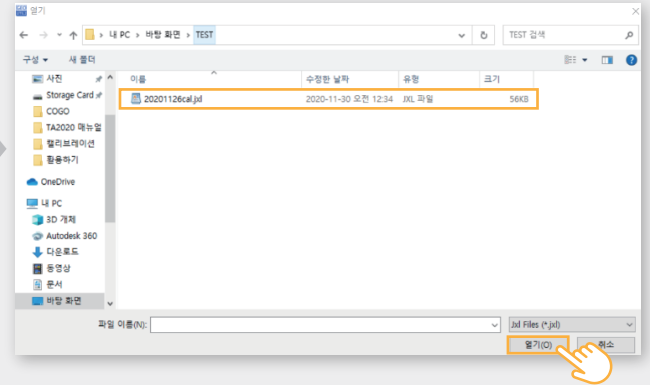 열기
내 PC > 바탕 화면 > TEST
TEST 검색
구성
새 폴더
이름
수정한 날짜
유형
크기
20201126cal.jxl
2020-11-30 오전 12:34
JXL 파일
56KB
사진
Storage Card
COGO
TA2020 매뉴얼
캘리브레이션
활용하기
OneDrive
내 PC
3D 개체
Autodesk 360
다운로드
동영상
문서
바탕 화면
파일 이름(N):
Jxl Files (*.jxl)
열기(O)
취소